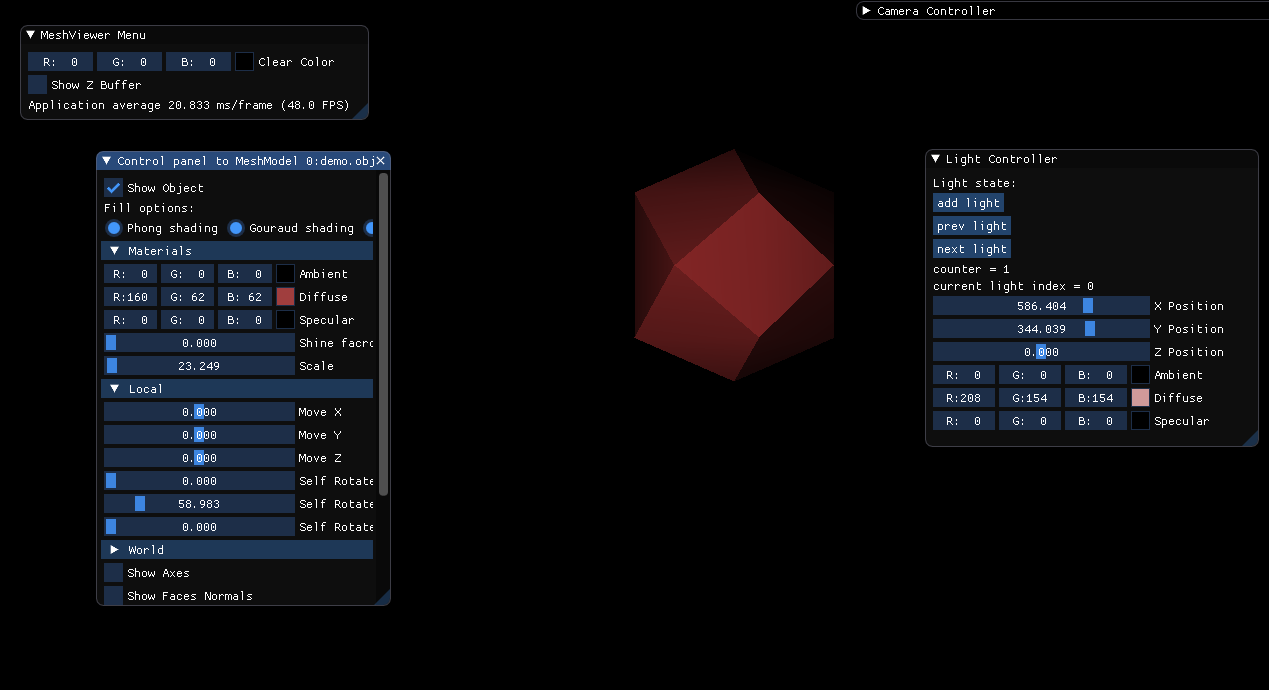 Camera Controller
MeshViewer Menu
R: 0 G: 0 B: 0 Clear Color
Show Z Buffer
Application average 20.833 ms/frame (48.0 FPS)
Control panel to MeshModel 0:demo.obj
Show Object
Fill options:
Phong shading Gouraud shading
Materials
R: 0 G: 0 B: 0 Ambient
R:160 G: 62 B: 62 Diffuse
R: 0 G: 0 B: 0 Specular
0.000 Shine facro
23.249 Scale
Local
0.000 Move X
0.000 Move Y
0.000 Move Z
0.000 Self Rotate
58.983 Self Rotate
0.000 Self Rotate
World
Show Axes
Show Faces Normals
Light Controller
Light state:
add light
prev light
next light
counter = 1
current light index = 0
586.404 X Position
344.039 Y Position
0.000 Z Position
R: 0 G: 0 B: 0 Ambient
R:208 G:154 B:154 Diffuse
R: 0 G: 0 B: 0 Specular